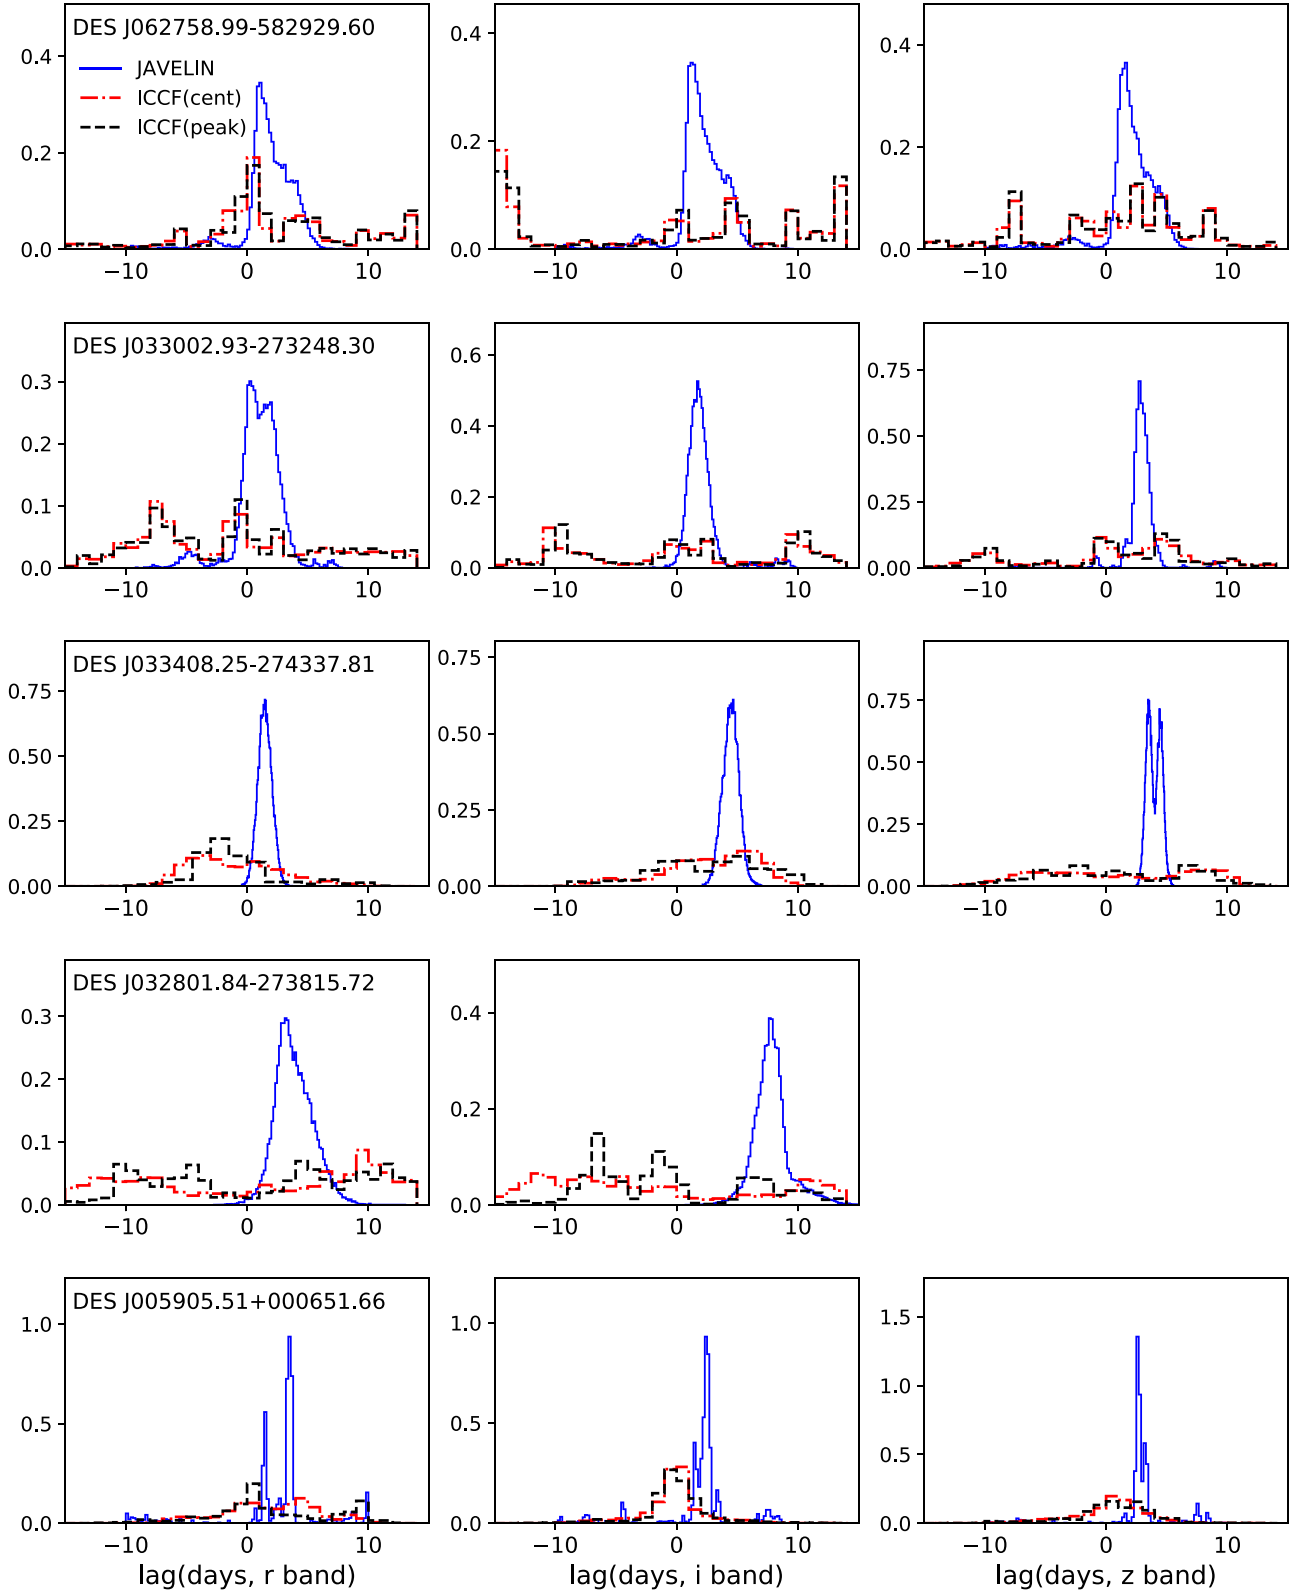 DES J062758.99-582929.60
JAVELIN
ICCF(cent)
ICCF(peak)
0.4
0.2
0.0
−10 0 10
0.4
0.2
0.0
−10 0 10
0.4
0.2
0.0
−10 0 10
DES J033002.93-273248.30
0.3
0.2
0.1
0.0
−10 0 10
0.6
0.4
0.2
0.0
−10 0 10
0.75
0.50
0.25
0.00
−10 0 10
DES J033408.25-274337.81
0.75
0.50
0.25
0.00
−10 0 10
0.75
0.50
0.25
0.00
−10 0 10
0.75
0.50
0.25
0.00
−10 0 10
DES J032801.84-273815.72
0.3
0.2
0.1
0.0
−10 0 10
0.4
0.2
0.0
−10 0 10
DES J005905.51+000651.66
1.0
0.5
0.0
−10 0 10
lag(days, r band)
1.0
0.5
0.0
−10 0 10
lag(days, i band)
1.5
1.0
0.5
0.0
−10 0 10
lag(days, z band)